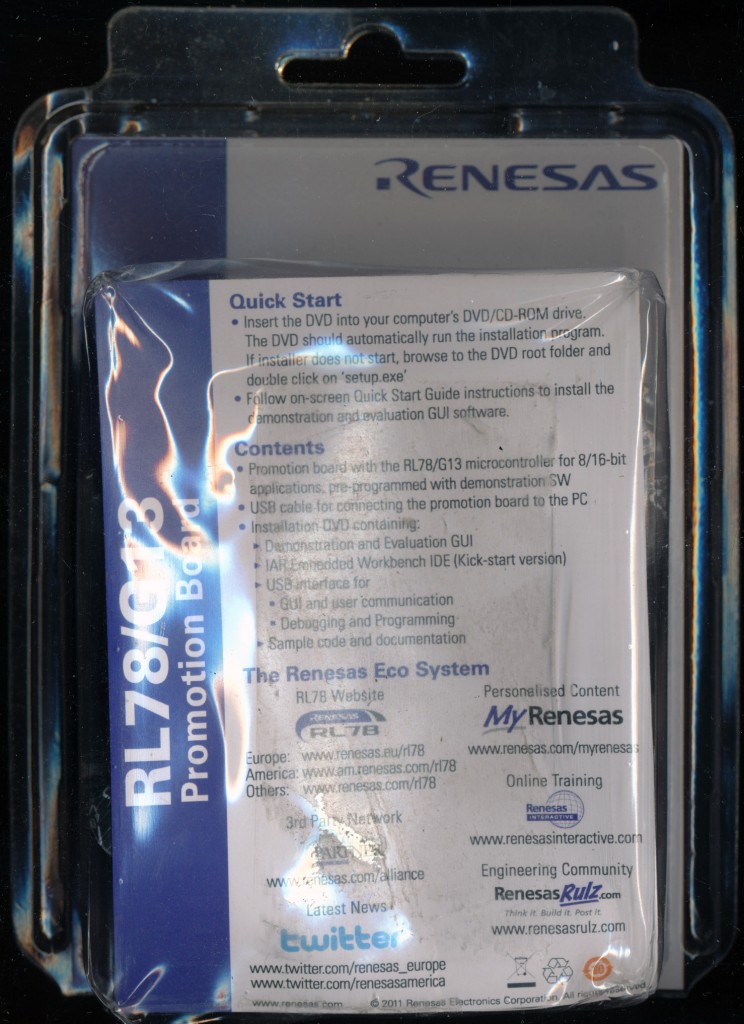 RENESAS
RL78/G13
Promotion Board
Quick Start
• Insert the DVD into your computer's DVD/CD-ROM drive.
The DVD should automatically run the installation program.
If installer does not start, browse to the DVD root folder and
double click on 'setup.exe'
• Follow on-screen Quick Start Guide instructions to install the
demonstration and evaluation GUI software.
Contents
• Promotion board with the RL78/G13 microcontroller for 8/16-bit
applications, pre-programmed with demonstration SW
• USB cable for connecting the promotion board to the PC
• Installation DVD containing:
▸ Demonstration and Evaluation GUI
▸ IAR Embedded Workbench IDE (Kick-start version)
▸ USB interface for
• GUI and user communication
• Debugging and Programming
▸ Sample code and documentation
The Renesas Eco System
RL78 Website
RENESAS
RL78
Europe: www.renesas.eu/rl78
America: www.am.renesas.com/rl78
Others: www.renesas.com/rl78
3rd Party Network
www.renesas.com/alliance
Latest News
twitter
www.twitter.com/renesas_europe
www.twitter.com/renesasamerica
Personalised Content
MyRenesas
www.renesas.com/myrenesas
Online Training
Renesas
INTERACTIVE
www.renesasinteractive.com
Engineering Community
RenesasRulz.com
Think it. Build it. Post it.
www.renesasrulz.com
www.renesas.com
© 2011 Renesas Electronics Corporation, All rights reserved